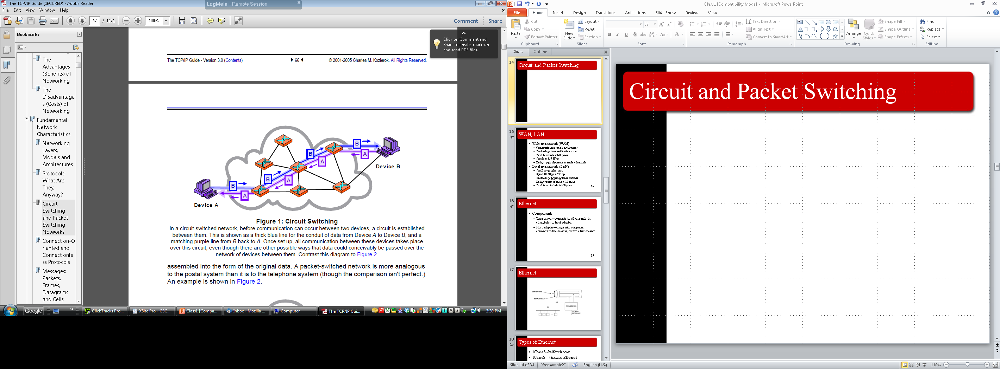 The TCP/IP Guide (SECURED) - Adobe Reader
LogMeIn - Remote Session
File Edit View Window Help
67 / 1671
100%
Comment Share
Bookmarks
The
Advantages
(Benefits) of
Networking
The
Disadvantage
s (Costs) of
Networking
Fundamental
Network
Characteristics
Networking
Layers,
Models and
Architectures
Protocols:
What Are
They,
Anyway?
Circuit
Switching
and Packet
Switching
Networks
Connection-O
riented and
Connectionle
ss Protocols
Messages:
Packets,
Frames,
Datagrams
and Cells
Click on Comment and
Share to create, mark-up
and send PDF files.
The TCP/IP Guide - Version 3.0 (Contents) 66 © 2001-2005 Charles M. Kozierok. All Rights Reserved.
B
A
B
A
Device B
B
A
B
A
Device A
Figure 1: Circuit Switching
In a circuit-switched network, before communication can occur between two devices, a circuit is established
between them. This is shown as a thick blue line for the conduit of data from Device A to Device B, and a
matching purple line from B back to A. Once set up, all communication between these devices takes place
over this circuit, even though there are other possible ways that data could conceivably be passed over the
network of devices between them. Contrast this diagram to Figure 2.
assembled into the form of the original data. A packet-switched network is more analogous
to the postal system than it is to the telephone system (though the comparison isn't perfect.)
An example is shown in Figure 2.
Google
ClickTracks Pro...
XSite Pro - CSC...
Class1 [Compa...
Inbox - Mozilla ...
Computer
The TCP/IP Gui...
3:30 PM
Class1 [Compatibility Mode] - Microsoft PowerPoint
File Home Insert Design Transitions Animations Slide Show Review View
Paste
Cut
Copy
Format Painter
Clipboard
New
Slide
Layout
Reset
Section
Slides
32
B I U S abc AV Aa A
Font
Text Direction
Align Text
Convert to SmartArt
Paragraph
Arrange
Quick
Styles
Shape Fill
Shape Outline
Shape Effects
Drawing
Find
Replace
Select
Editing
Slides Outline
14
Circuit and Packet Switching
15
WAN, LAN
• Wide-area network (WAN)
– Communication over long distances
– Technology does not limit distance
– Tend to include intelligence
– Speeds to 155 Mbps
– Delays typically msecs to tenths of seconds
• Local area network (LAN)
– Small geographic area
– Speed 10 Mbps to 2 Gbps
– Technology typically limits distance
– Delays tenths of msec to 10 msec
– Tend to not include intelligence
14
16
Ethernet
• Components
– Transceiver—connects to ether, sends in
ether, talks to host adapter
– Host adapter—plugs into computer,
connects to transceiver, controls transceiver
15
17
Ethernet
CENTER WIRE
METAL SHIELD
(A)
(B)
TRANSCEIVER
TO HOST
INTERFACE
18
Types of Ethernet
• 10base5--half-inch coax
• 10base2—thinwire Ethernet
Circuit and Packet Switching
Slide 14 of 34 "freesample2" English (U.S.) 110%